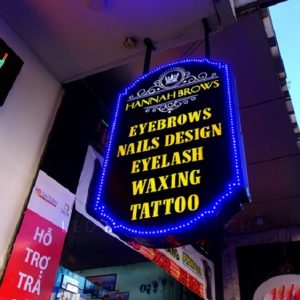 HANNAH BROWS
EYEBROWS
NAILS DESIGN
EYELASH
WAXING
TATTOO
HỖ
TRỢ
TRẢ